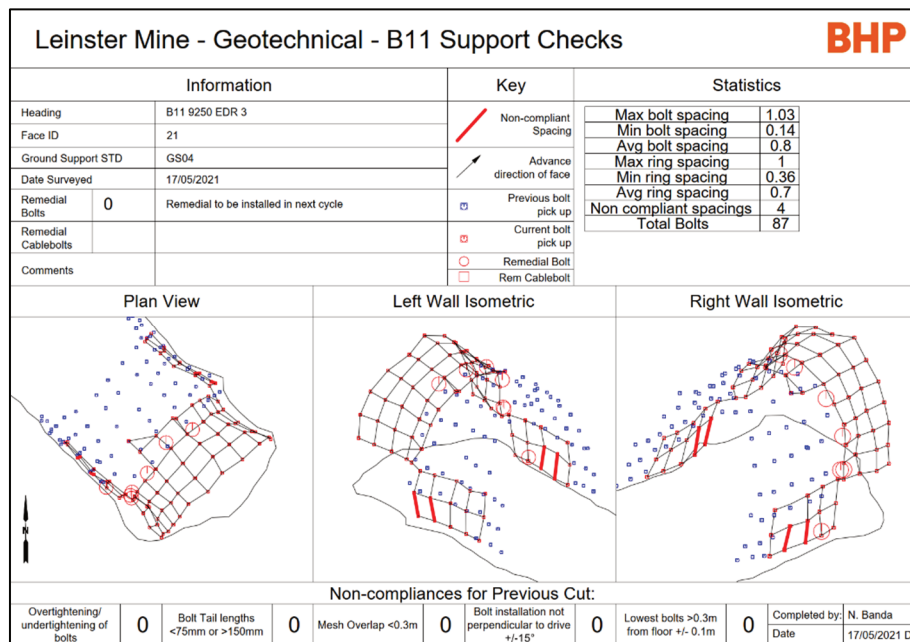 Leinster Mine - Geotechnical - B11 Support Checks
BHP
Information
Heading B11 9250 EDR 3
Face ID 21
Ground Support STD GS04
Date Surveyed 17/05/2021
Remedial Bolts 0 Remedial to be installed in next cycle
Remedial Cablebolts
Comments
Key
Non-compliant
Spacing
Advance
direction of face
Previous bolt
pick up
Current bolt
pick up
Remedial Bolt
Rem Cablebolt
Statistics
Max bolt spacing 1.03
Min bolt spacing 0.14
Avg bolt spacing 0.8
Max ring spacing 1
Min ring spacing 0.36
Avg ring spacing 0.7
Non compliant spacings 4
Total Bolts 87
Plan View
Left Wall Isometric
Right Wall Isometric
N
Non-compliances for Previous Cut:
Overtightening/
undertightening of
bolts
0
Bolt Tail lengths
<75mm or >150mm
0
Mesh Overlap <0.3m
0
Bolt installation not
perpendicular to drive
+/-15°
0
Lowest bolts >0.3m
from floor +/- 0.1m
0
Completed by: N. Banda
Date 17/05/2021 D